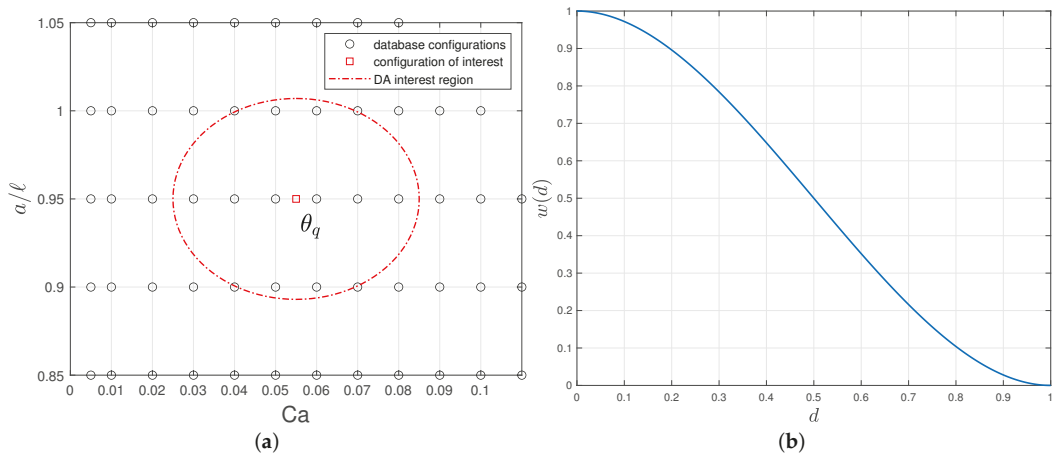 1.05
1
0.95
0.9
0.85
a/ℓ
0 0.01 0.02 0.03 0.04 0.05 0.06 0.07 0.08 0.09 0.1
Ca
database configurations
configuration of interest
DA interest region
θq
(a)
1
0.9
0.8
0.7
0.6
0.5
0.4
0.3
0.2
0.1
0
w(d)
0 0.1 0.2 0.3 0.4 0.5 0.6 0.7 0.8 0.9 1
d
(b)